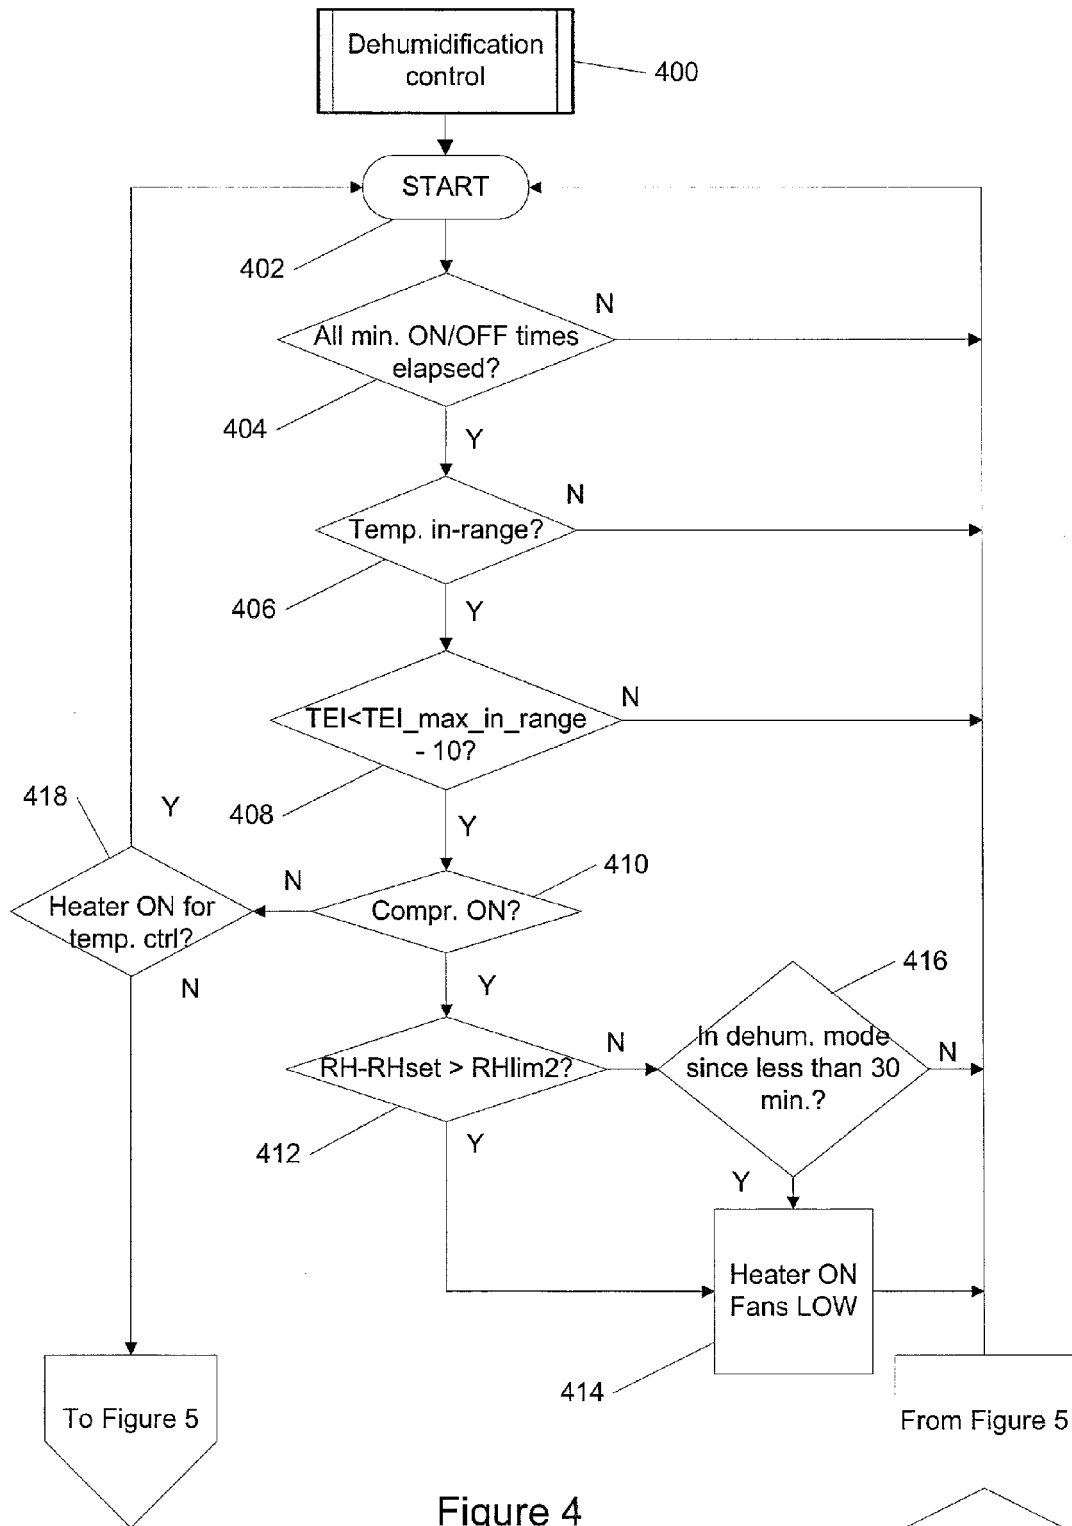 Dehumidification
control
400
START
402
N
All min. ON/OFF times
elapsed?
404
Y
N
Temp. in-range?
406
Y
N
TEI<TEI_max_in_range
- 10?
408
Y
418
Y
410
N
Heater ON for
temp. ctrl?
Compr. ON?
N
Y
416
RH-RHset > RHlim2?
N
In dehum. mode
since less than 30
min.?
N
412
Y
Y
Heater ON
Fans LOW
414
To Figure 5
From Figure 5
Figure 4